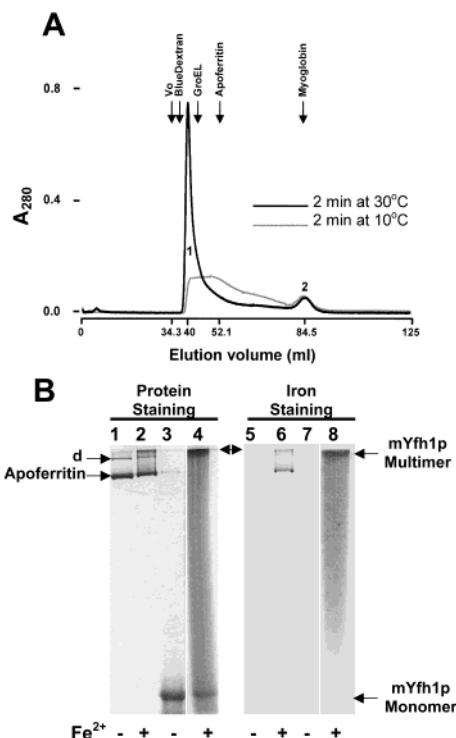 A
Vo
BlueDextran
GroEL
Apoferritin
Myoglobin
0.8
0.4
0.0
A280
2 min at 30°C
2 min at 10°C
1
2
0
34.3 40
52.1
84.5
125
Elution volume (ml)
B
Protein Staining
Iron Staining
1 2 3 4 5 6 7 8
d
Apoferritin
mYfh1p Multimer
mYfh1p Monomer
Fe2+ - + - + - + - +